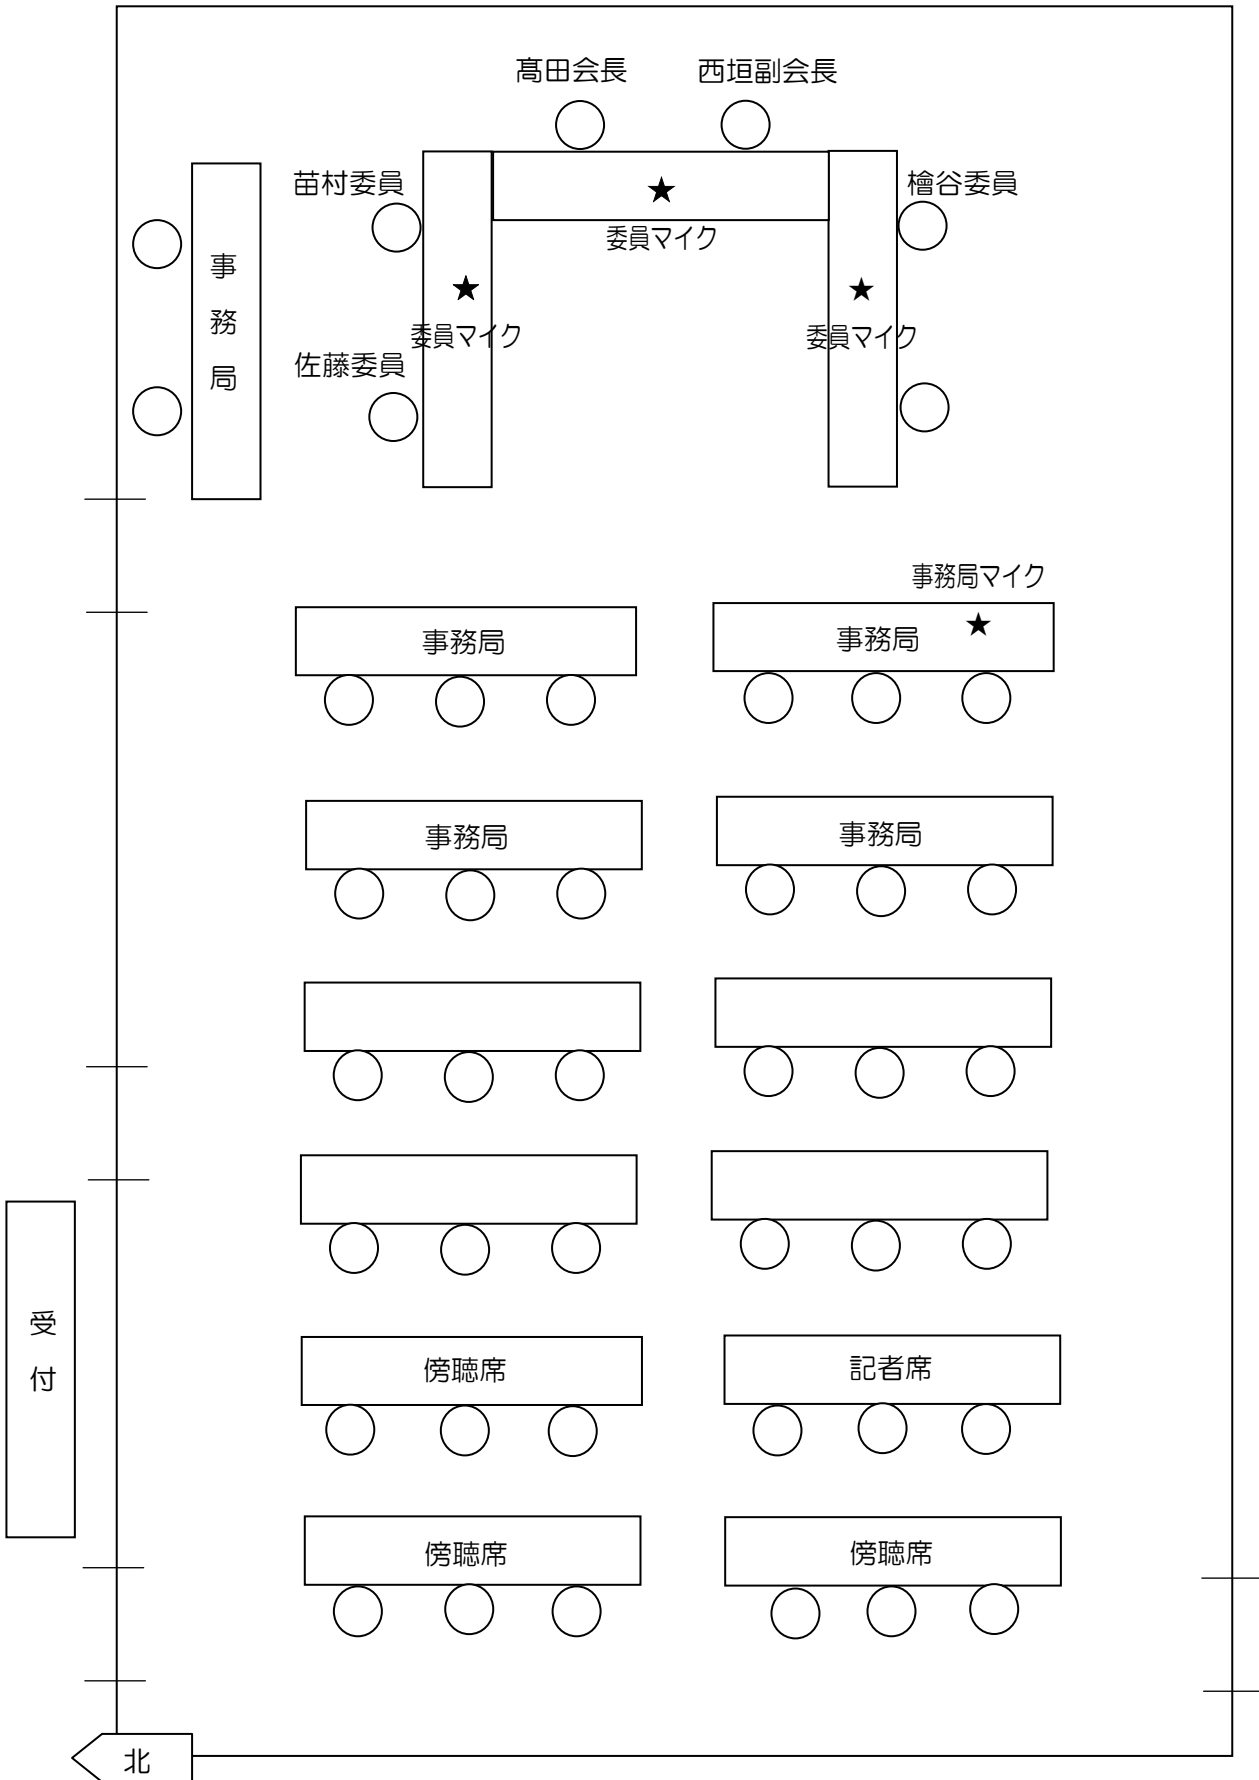 髙田会長
西垣副会長
苗村委員
檜谷委員
委員マイク
事務局
委員マイク
委員マイク
佐藤委員
事務局マイク
事務局
事務局
事務局
事務局
受付
傍聴席
記者席
傍聴席
傍聴席
北